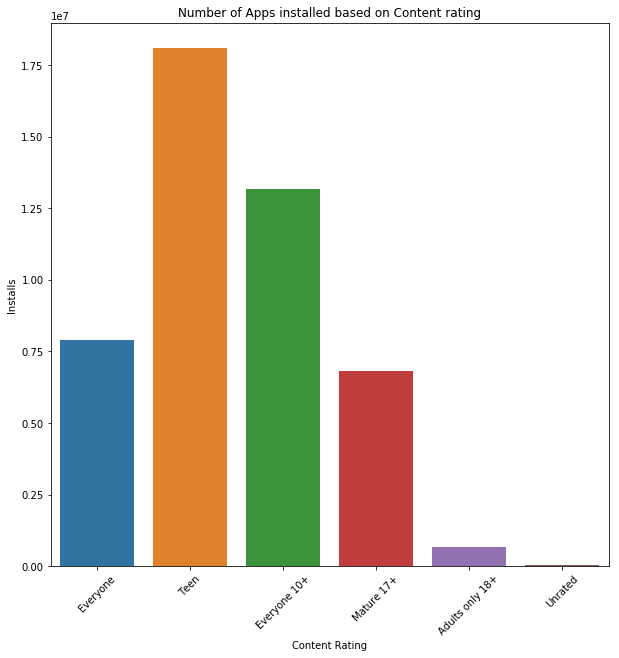 Number of Apps installed based on Content rating
1e7
1.75
1.50
1.25
1.00
0.75
0.50
0.25
0.00
Installs
Everyone
Teen
Everyone 10+
Mature 17+
Adults only 18+
Unrated
Content Rating